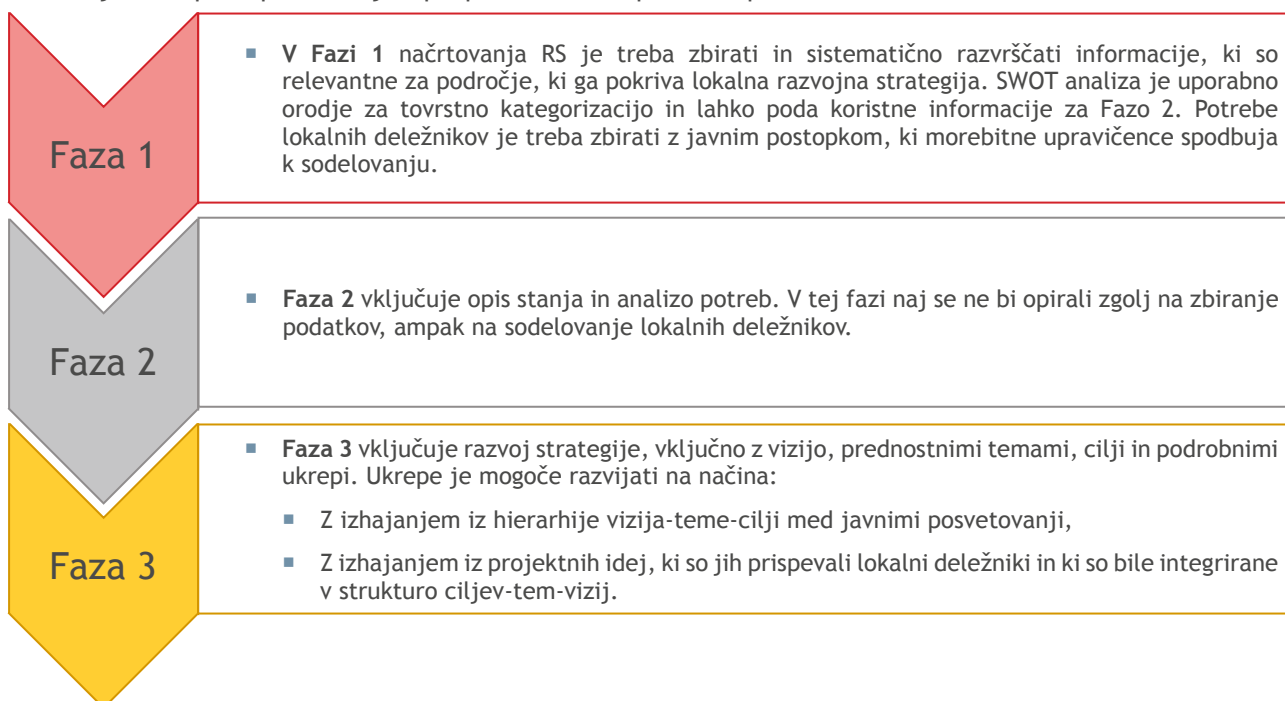 Faza 1
▪ V Fazi 1 načrtovanja RS je treba zbirati in sistematično razvrščati informacije, ki so
relevantne za področje, ki ga pokriva lokalna razvojna strategija. SWOT analiza je uporabno
orodje za tovrstno kategorizacijo in lahko poda koristne informacije za Fazo 2. Potrebe
lokalnih deležnikov je treba zbirati z javnim postopkom, ki morebitne upravičence spodbuja
k sodelovanju.
Faza 2
▪ Faza 2 vključuje opis stanja in analizo potreb. V tej fazi naj se ne bi opirali zgolj na zbiranje
podatkov, ampak na sodelovanje lokalnih deležnikov.
Faza 3
▪ Faza 3 vključuje razvoj strategije, vključno z vizijo, prednostnimi temami, cilji in podrobnimi
ukrepi. Ukrepe je mogoče razvijati na načina:
▪ Z izhajanjem iz hierarhije vizija-teme-cilji med javnimi posvetovanji,
▪ Z izhajanjem iz projektnih idej, ki so jih prispevali lokalni deležniki in ki so bile integrirane
v strukturo ciljev-tem-vizij.